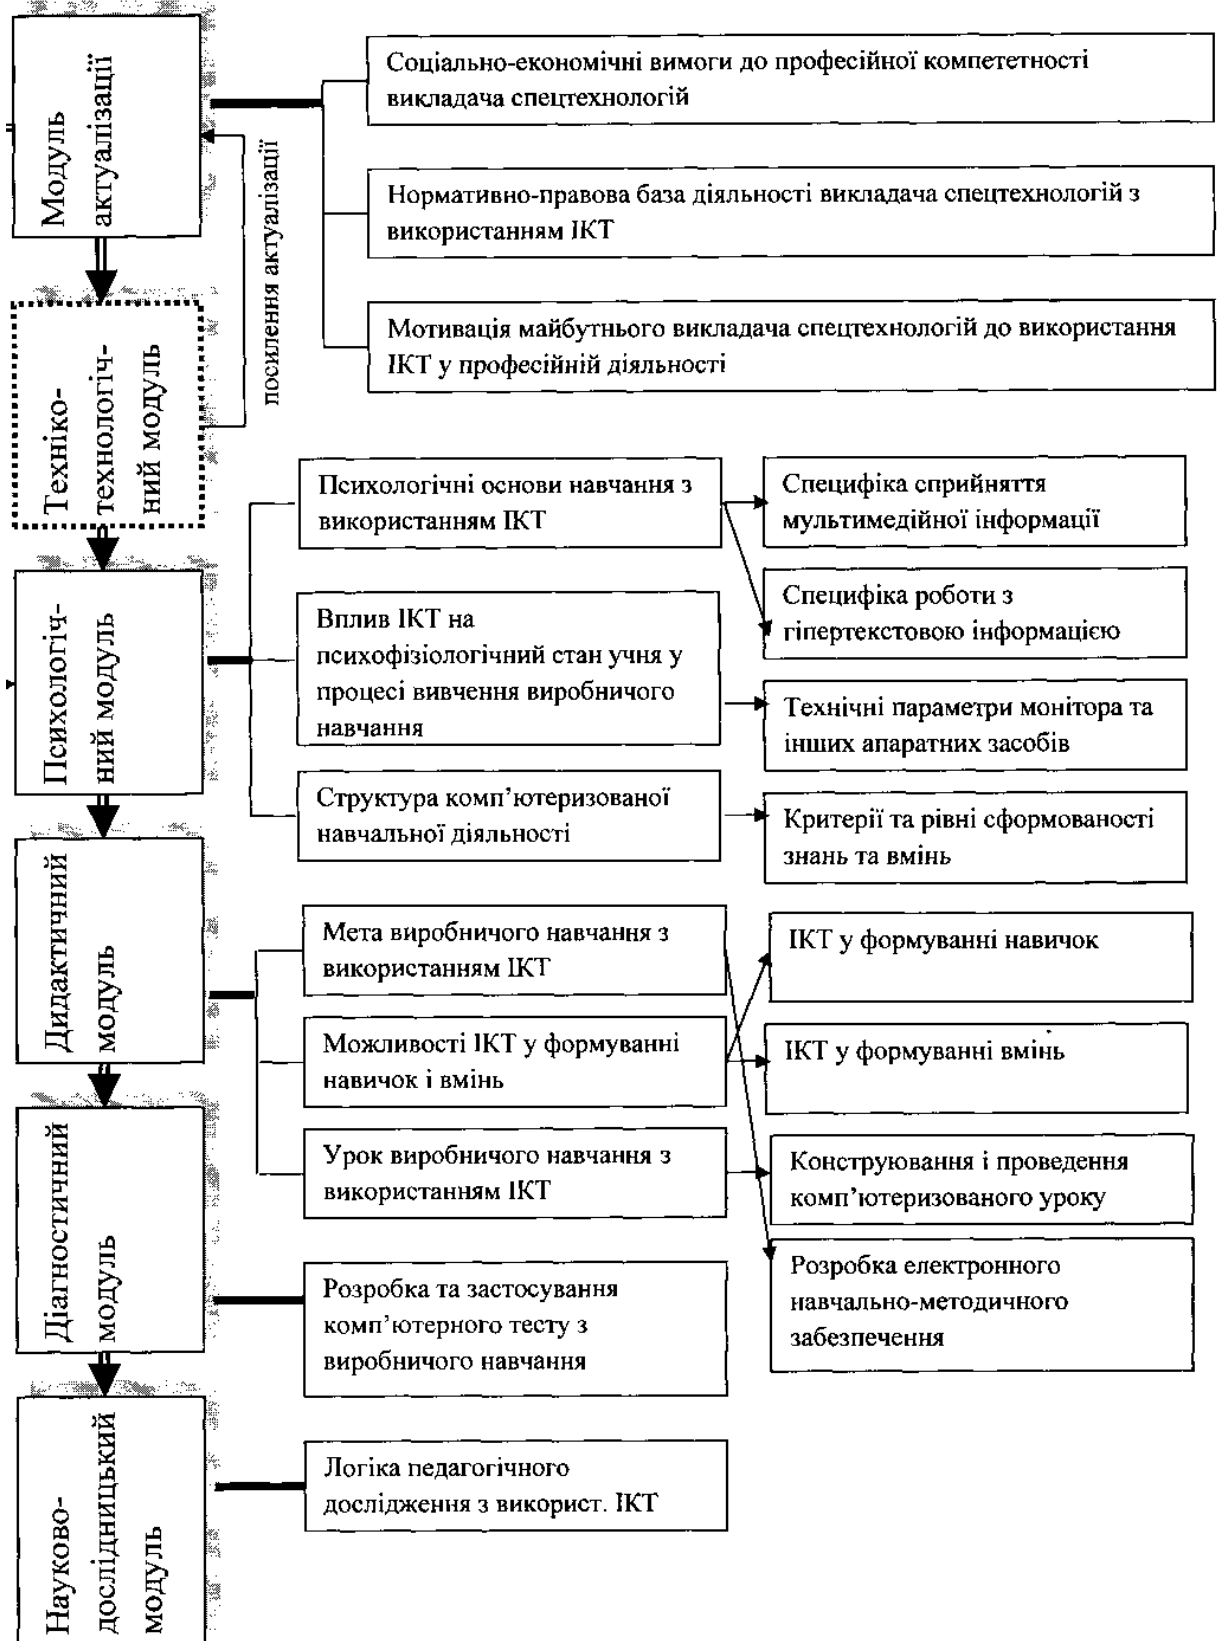 Модуль
актуалізації
Соціально-економічні вимоги до професійної компететності
викладача спецтехнологій
Нормативно-правова база діяльності викладача спецтехнологій з
використанням ІКТ
Мотивація майбутнього викладача спецтехнологій до використання
ІКТ у професійній діяльності
посилення актуалізації
Техніко-
технологіч-
ний модуль
Психологіч-
ний модуль
Психологічні основи навчання з
використанням ІКТ
Вплив ІКТ на
психофізіологічний стан учня у
процесі вивчення виробничого
навчання
Структура комп’ютеризованої
навчальної діяльності
Специфіка сприйняття
мультимедійної інформації
Специфіка роботи з
гіпертекстовою інформацією
Технічні параметри монітора та
інших апаратних засобів
Критерії та рівні сформованості
знань та вмінь
Дидактичний
модуль
Мета виробничого навчання з
використанням ІКТ
Можливості ІКТ у формуванні
навичок і вмінь
Урок виробничого навчання з
використанням ІКТ
ІКТ у формуванні навичок
ІКТ у формуванні вмінь
Конструювання і проведення
комп’ютеризованого уроку
Розробка електронного
навчально-методичного
забезпечення
Діагностичний
модуль
Розробка та застосування
комп’ютерного тесту з
виробничого навчання
Науково-
дослідницький
модуль
Логіка педагогічного
дослідження з використ. ІКТ